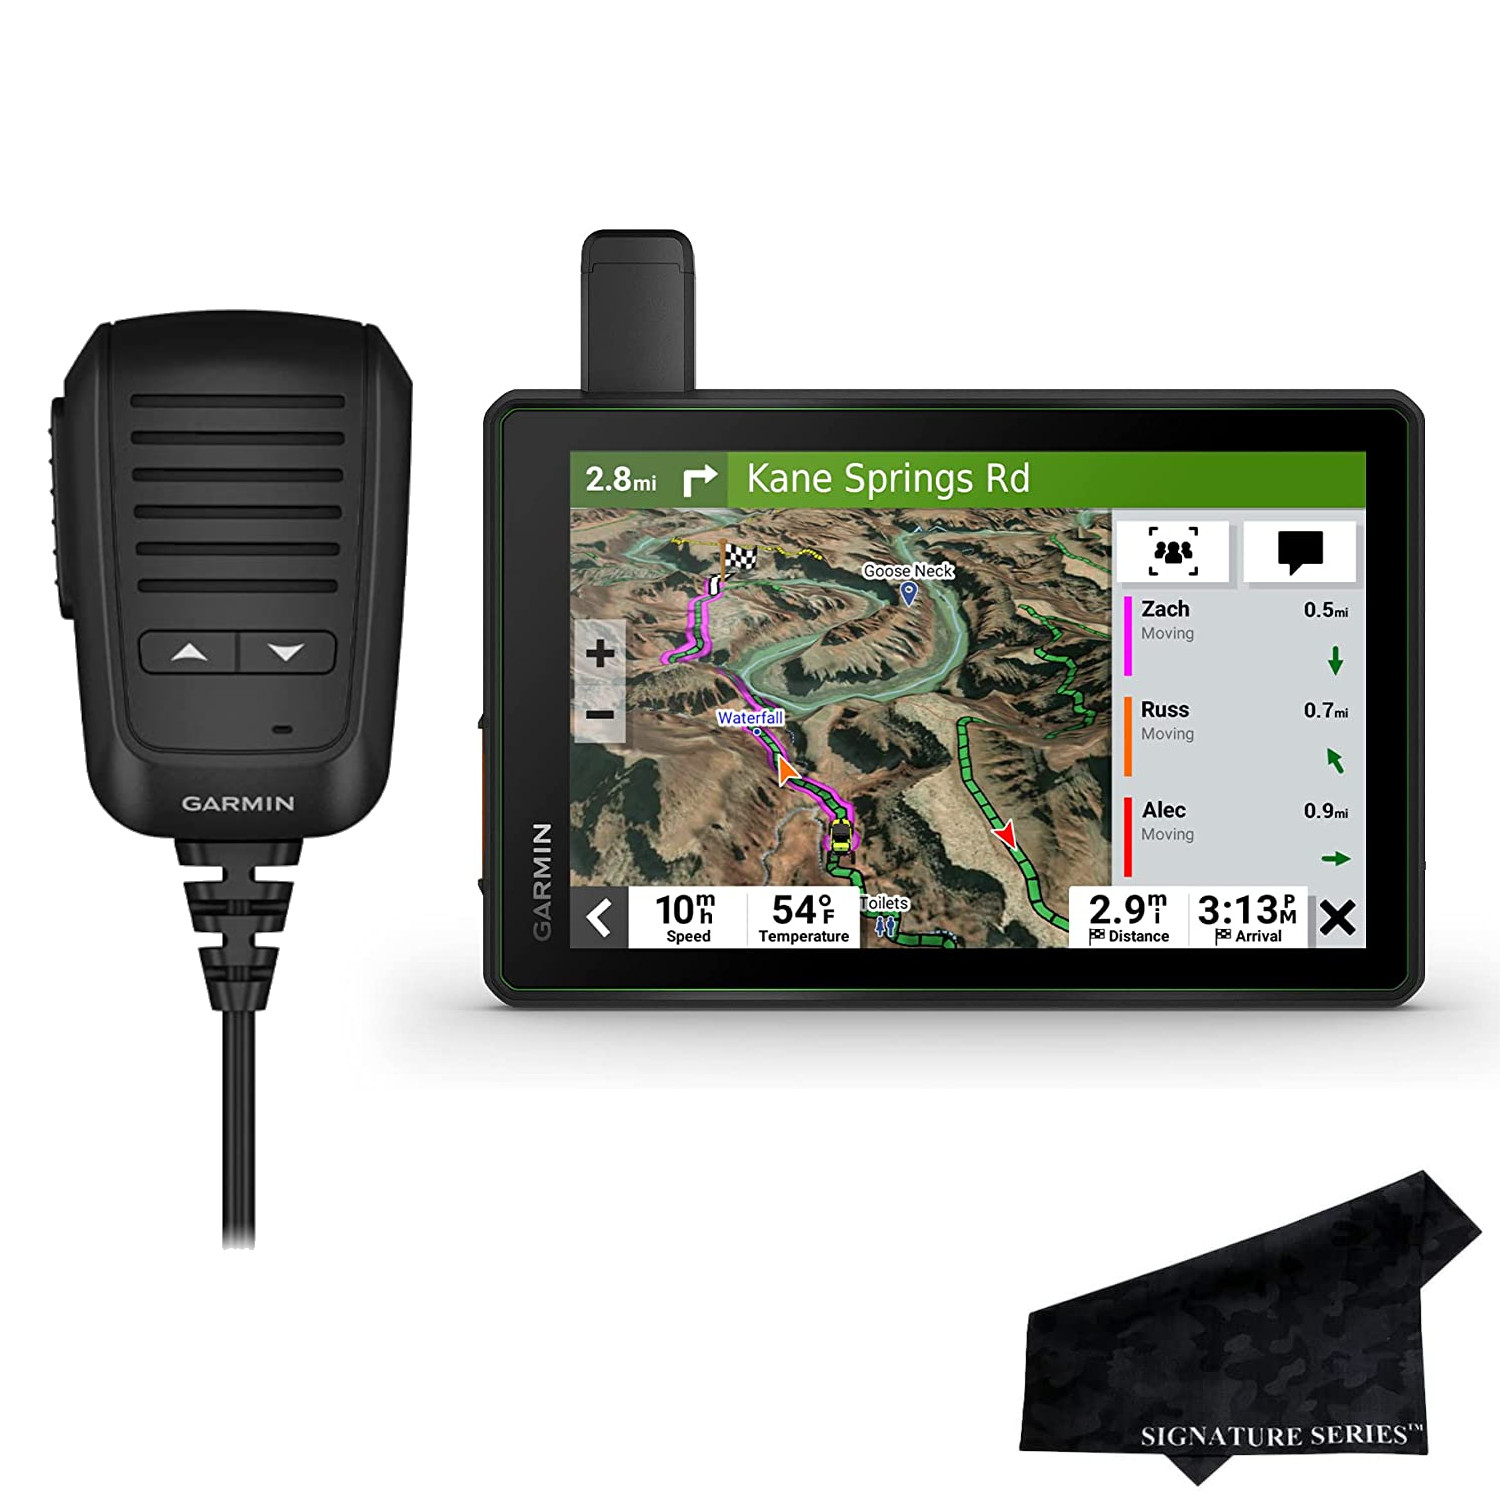 GARMIN
GARMIN
2.8mi
Kane Springs Rd
Goose Neck
Waterfall
Toilets
+
−
Zach 0.5mi
Moving
Russ 0.7mi
Moving
Alec 0.9mi
Moving
10mh
Speed
54°F
Temperature
2.9mi
Distance
3:13PM
Arrival
SIGNATURE SERIES™